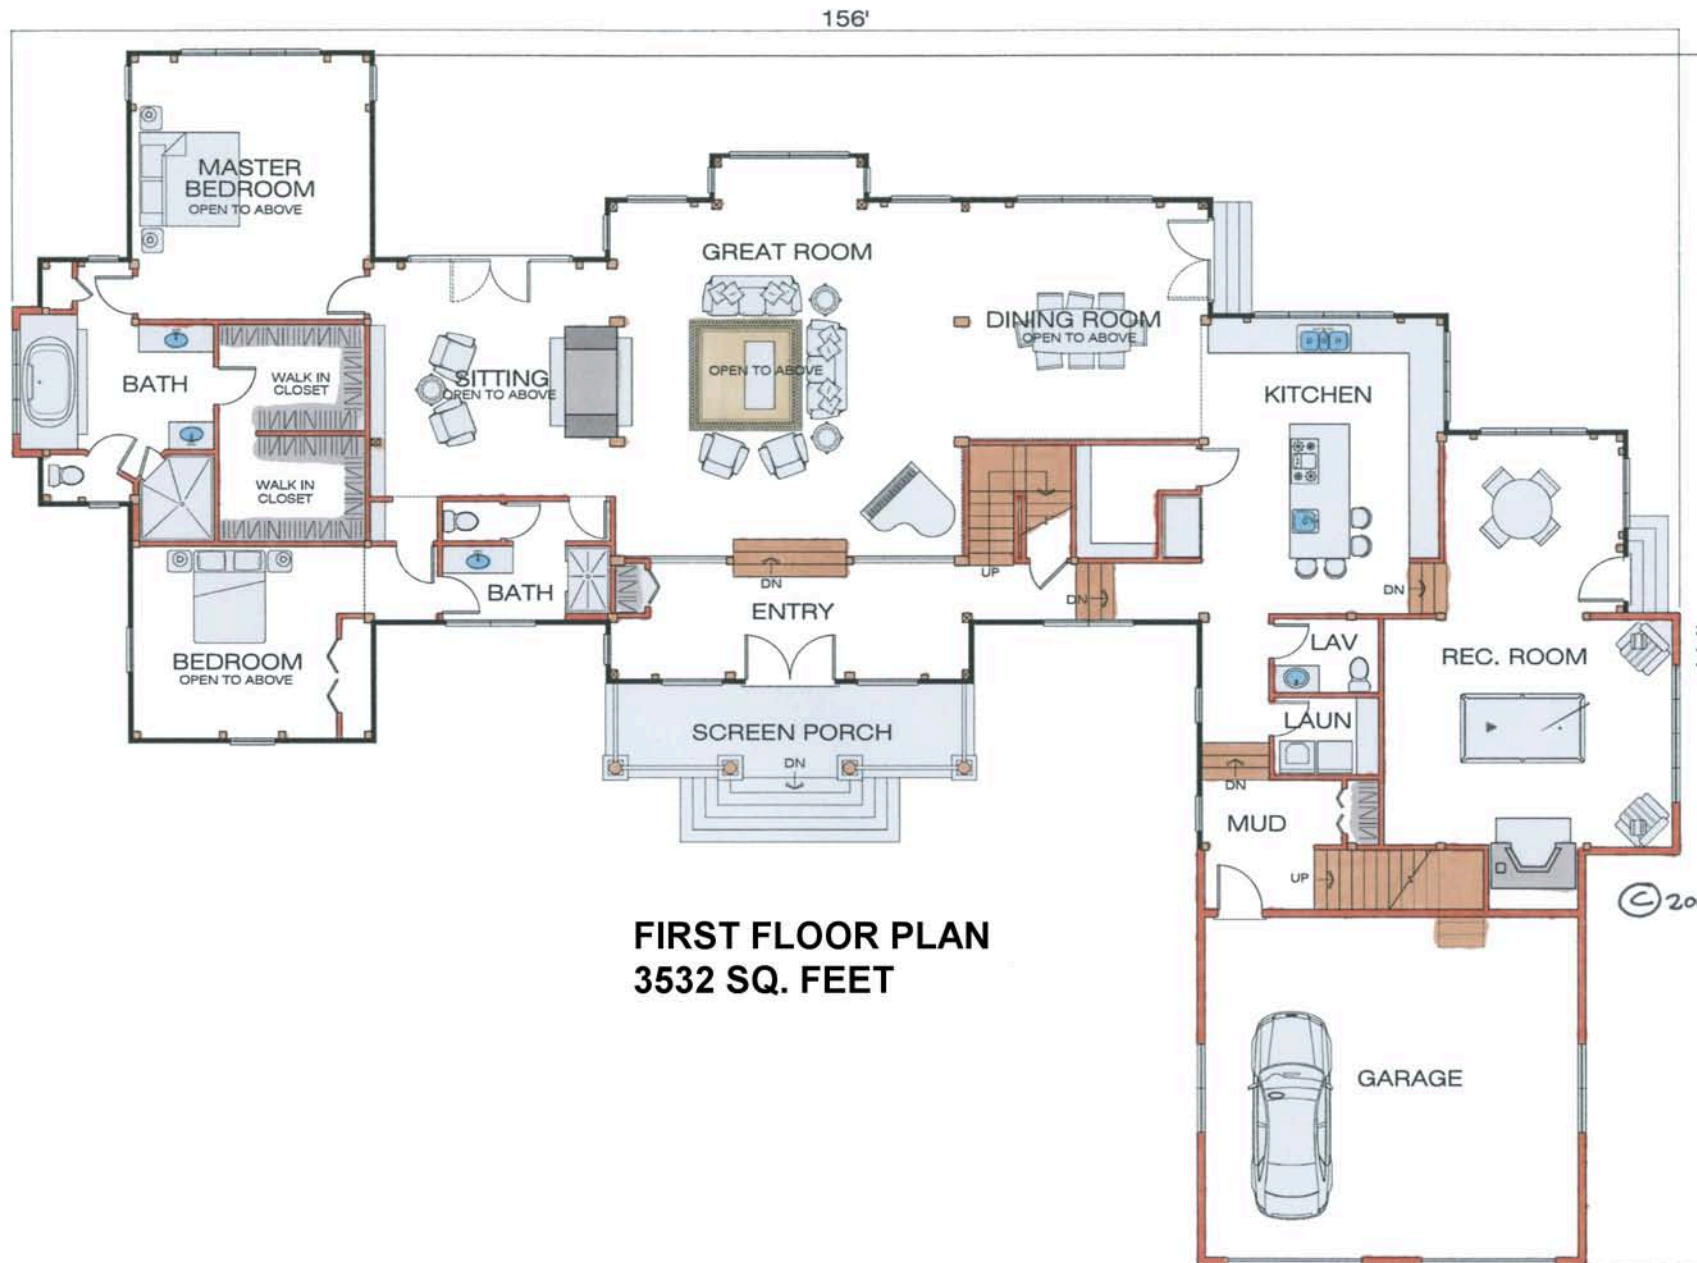 156'
MASTER
BEDROOM
OPEN TO ABOVE
GREAT ROOM
DINING ROOM
OPEN TO ABOVE
OPEN TO ABOVE
SITTING
OPEN TO ABOVE
BATH
WALK IN
CLOSET
WALK IN
CLOSET
KITCHEN
BATH
DN
ENTRY
UP
DN
DN
BEDROOM
OPEN TO ABOVE
LAV
REC. ROOM
LAUN
SCREEN PORCH
DN
DN
MUD
UP
© 20
FIRST FLOOR PLAN
3532 SQ. FEET
GARAGE